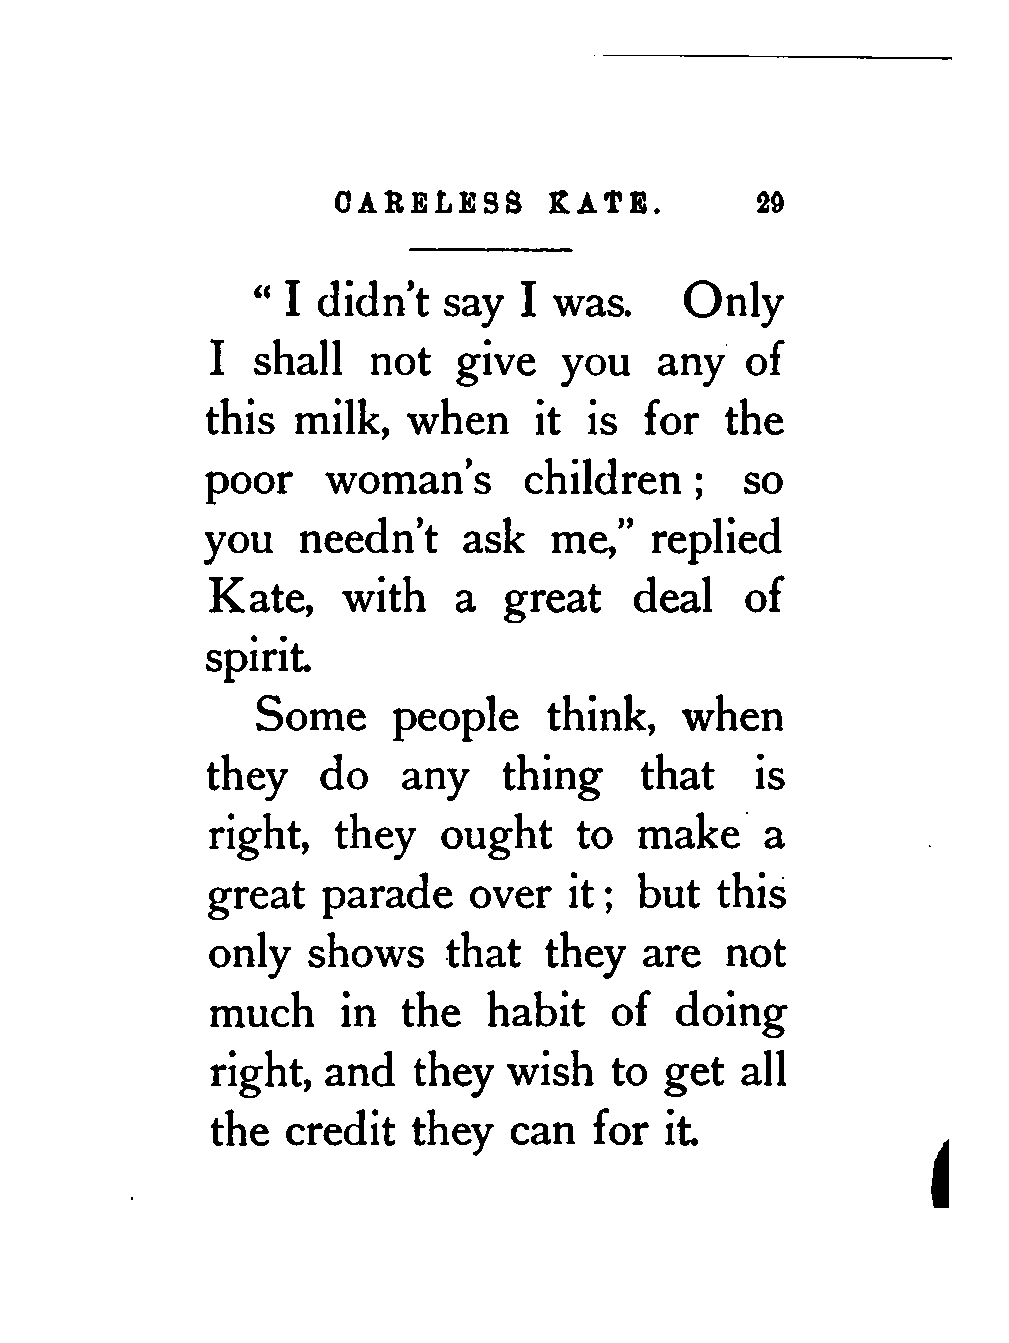 CARELESS KATE. 29
“ I didn't say I was. Only
I shall not give you any of
this milk, when it is for the
poor woman's children ; so
you needn't ask me,” replied
Kate, with a great deal of
spirit.
Some people think, when
they do any thing that is
right, they ought to make a
great parade over it ; but this
only shows that they are not
much in the habit of doing
right, and they wish to get all
the credit they can for it.